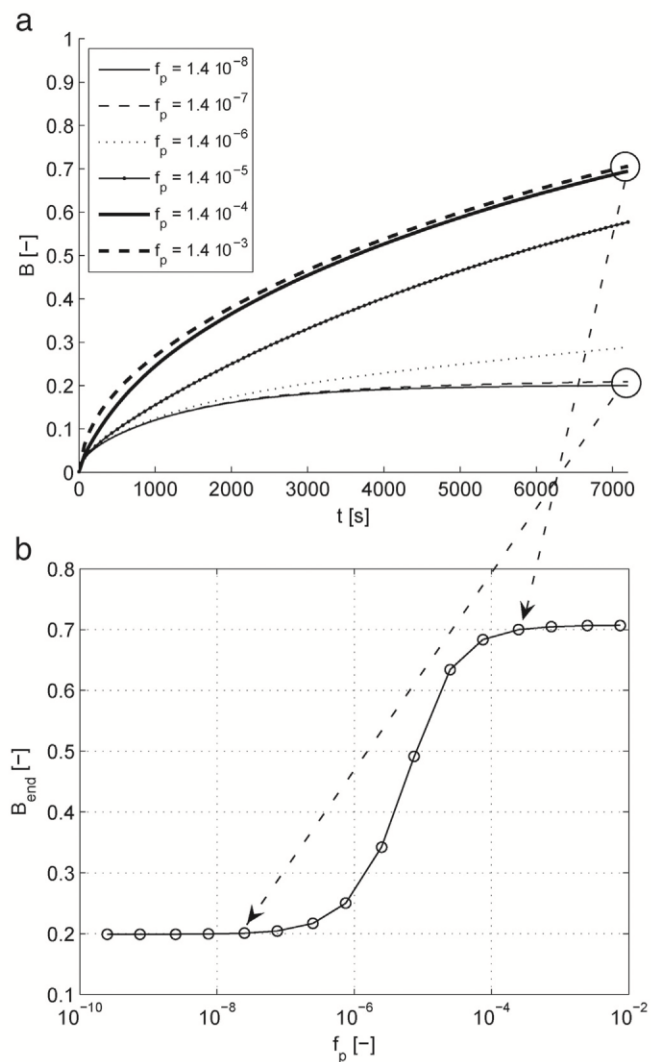 a
1
0.9
0.8
0.7
0.6
0.5
0.4
0.3
0.2
0.1
0
B [-]
f_p = 1.4 10^-8
f_p = 1.4 10^-7
f_p = 1.4 10^-6
f_p = 1.4 10^-5
f_p = 1.4 10^-4
f_p = 1.4 10^-3
0 1000 2000 3000 4000 5000 6000 7000
t [s]
b
0.8
0.7
0.6
0.5
0.4
0.3
0.2
0.1
B_end [-]
10^-10 10^-8 10^-6 10^-4 10^-2
f_p [-]